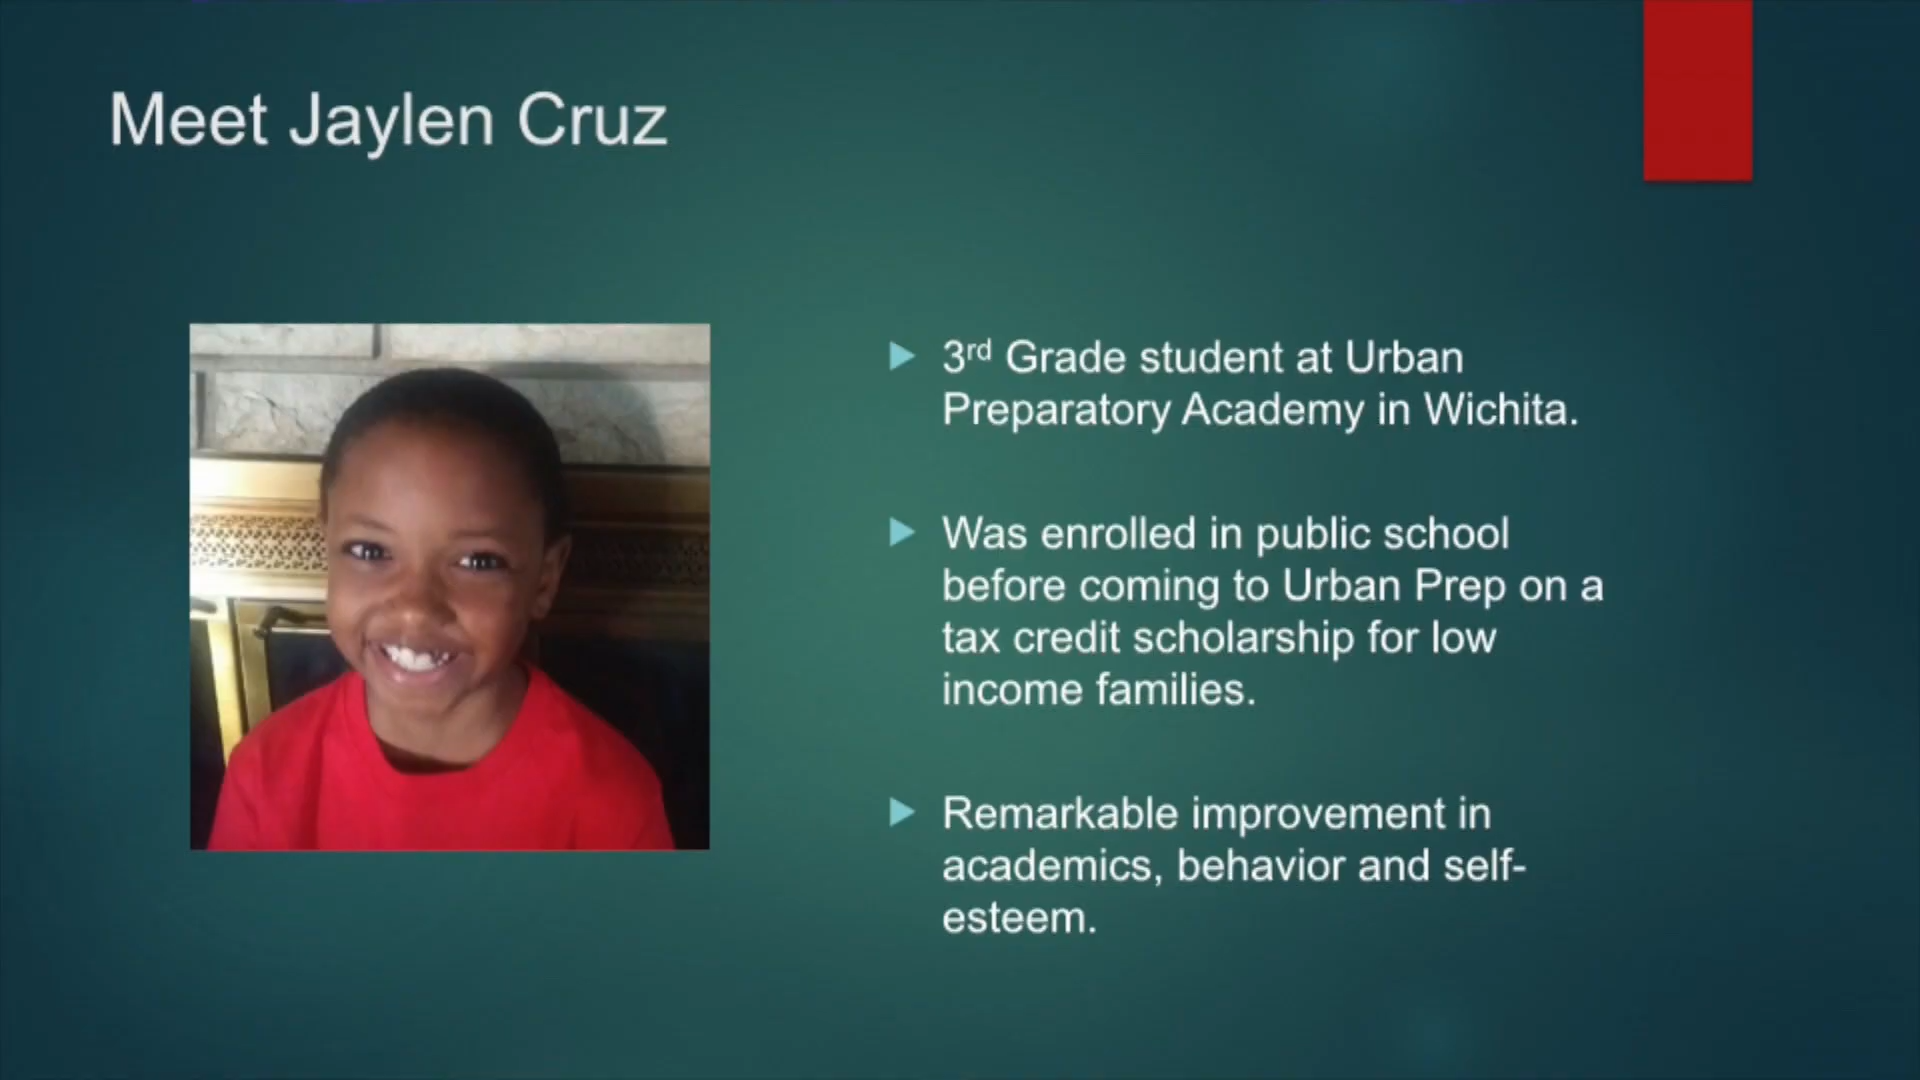 Meet Jaylen Cruz
3rd Grade student at Urban
Preparatory Academy in Wichita.
Was enrolled in public school
before coming to Urban Prep on a
tax credit scholarship for low
income families.
Remarkable improvement in
academics, behavior and self-
esteem.